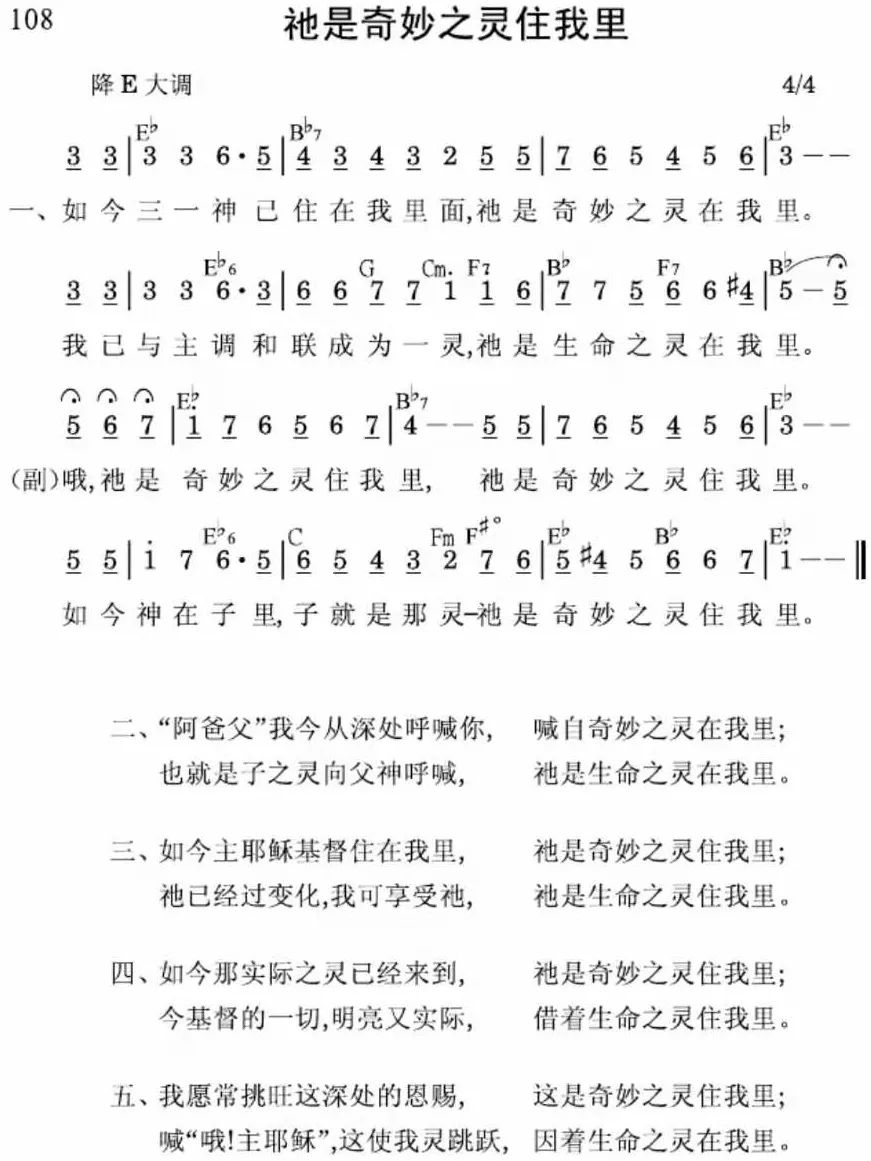 108
祂是奇妙之灵住我里
降 E 大调 4/4
E♭ B♭7 E♭
3 3 | 3 3 6 · 5 | 4 3 4 3 2 5 5 | 7 6 5 4 5 6 | 3 — —
一、如今三一神已住在我里面,祂是奇妙之灵在我里。
E♭6 G Cm. F7 B♭ F7 B♭
3 3 | 3 3 6 · 3 | 6 6 7 7 1 1 6 | 7 7 5 6 6 #4 | 5 — 5
我已与主调和联成为一灵,祂是生命之灵在我里。
E♭ B♭7 E♭
5 6 7 | 1 7 6 5 6 7 | 4 — — 5 5 | 7 6 5 4 5 6 | 3 — —
(副)哦,祂是 奇妙之灵住我里, 祂是奇妙之灵住我里。
E♭6 C Fm F#° E♭ B♭ E♭
5 5 | 1 7 6 · 5 | 6 5 4 3 2 7 6 | 5 #4 5 6 6 7 | 1 — — ‖
如今神在子里,子就是那灵—祂是奇妙之灵住我里。
二、“阿爸父”我今从深处呼喊你, 喊自奇妙之灵在我里;
也就是子之灵向父神呼喊, 祂是生命之灵在我里。
三、如今主耶稣基督住在我里, 祂是奇妙之灵住我里;
祂已经过变化,我可享受祂, 祂是生命之灵在我里。
四、如今那实际之灵已经来到, 祂是奇妙之灵住我里;
今基督的一切,明亮又实际, 借着生命之灵住我里。
五、我愿常挑旺这深处的恩赐, 这是奇妙之灵住我里;
喊“哦!主耶稣”,这使我灵跳跃, 因着生命之灵住我里。